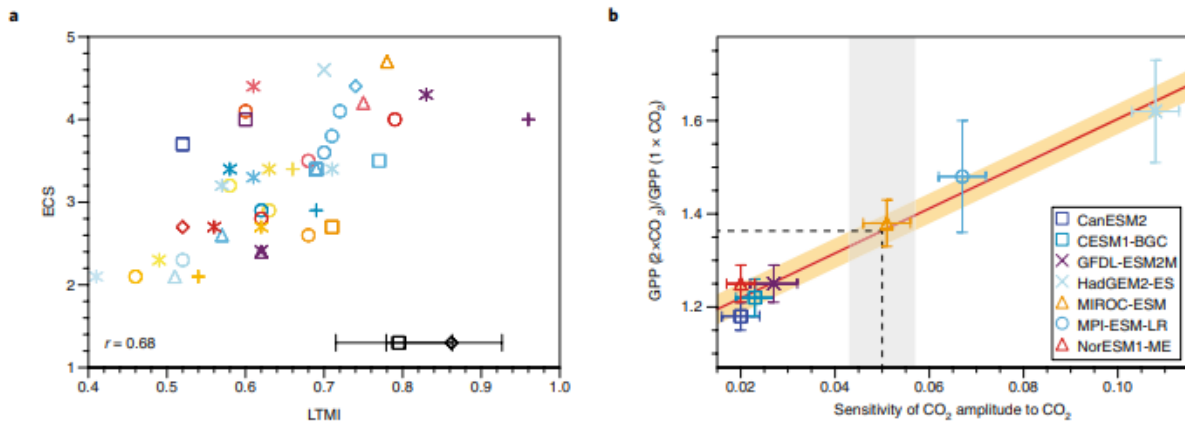 a
5
4
3
2
1
ECS
r = 0.68
0.4 0.5 0.6 0.7 0.8 0.9 1.0
LTMI
b
GPP (2×CO₂)/GPP (1 × CO₂)
1.6
1.4
1.2
CanESM2
CESM1-BGC
GFDL-ESM2M
HadGEM2-ES
MIROC-ESM
MPI-ESM-LR
NorESM1-ME
0.02 0.04 0.06 0.08 0.10
Sensitivity of CO₂ amplitude to CO₂